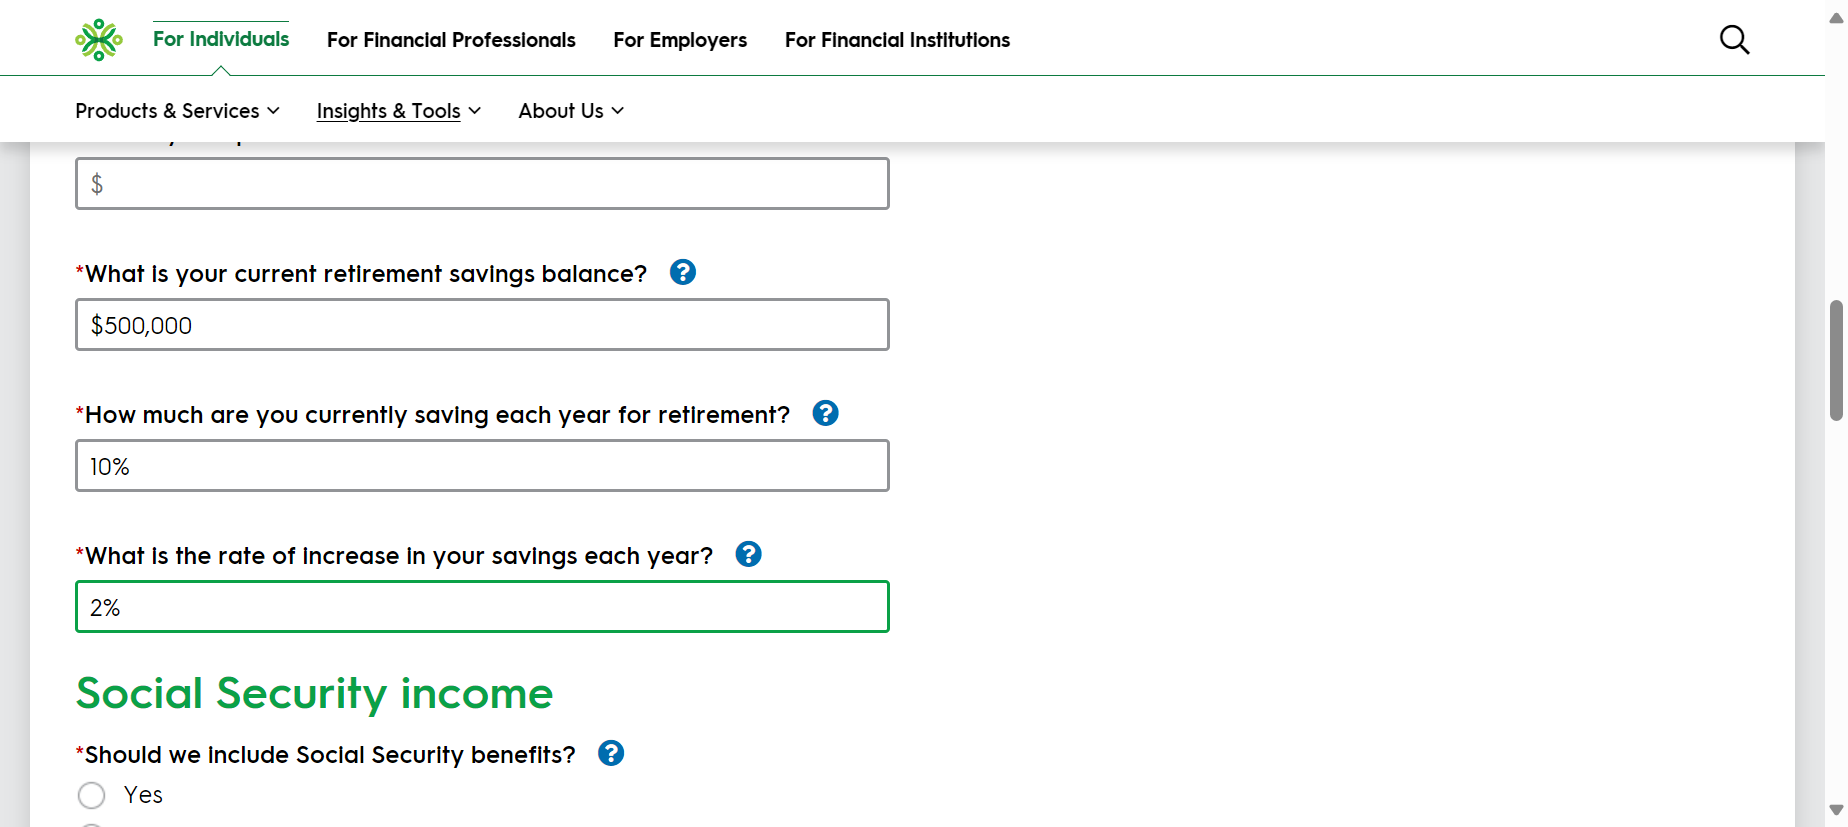 For Individuals
For Financial Professionals
For Employers
For Financial Institutions
Products & Services
Insights & Tools
About Us
$
*What is your current retirement savings balance? ?
$500,000
*How much are you currently saving each year for retirement? ?
10%
*What is the rate of increase in your savings each year? ?
2%
Social Security income
*Should we include Social Security benefits? ?
Yes